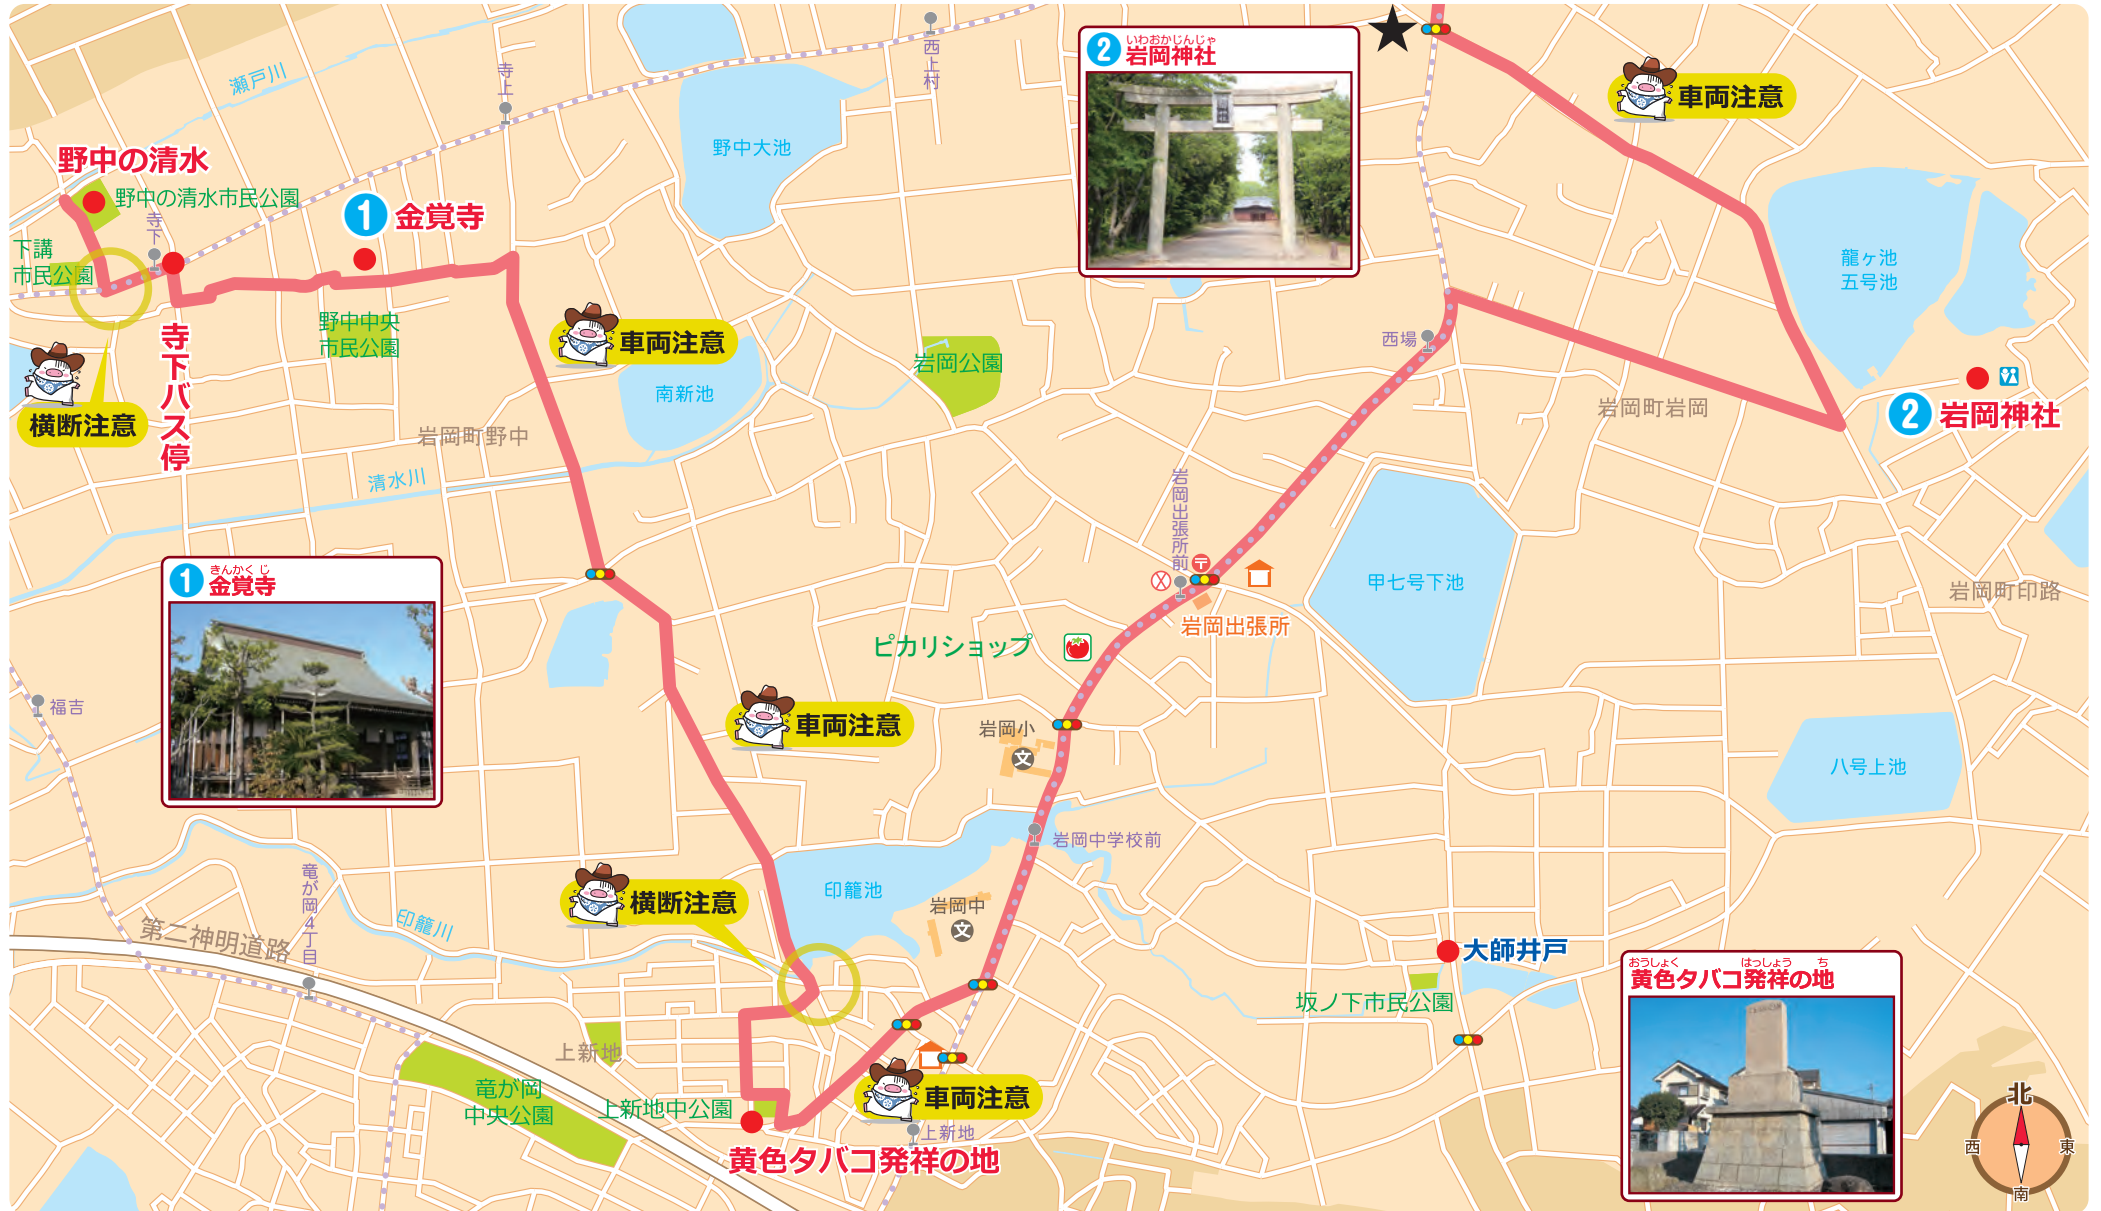 西上村
寺上
瀬戸川
野中大池
2
いわおかじんじゃ
岩岡神社
車両注意
野中の清水
野中の清水市民公園
寺下
下講
市民公園
1
金覚寺
寺下バス停
野中中央
市民公園
横断注意
車両注意
南新池
岩岡公園
岩岡町野中
清水川
西場
龍ヶ池
五号池
岩岡町岩岡
2
岩岡神社
岩岡出張所前
〒
岩岡出張所
甲七号下池
岩岡町印路
1
きんかくじ
金覚寺
ピカリショップ
福吉
車両注意
岩岡小
文
八号上池
岩岡中学校前
印籠池
横断注意
岩岡中
文
竜が岡4丁目
第二神明道路
印籠川
大師井戸
坂ノ下市民公園
上新地
竜が岡
中央公園
上新地中公園
車両注意
上新地
黄色タバコ発祥の地
おうしょく はっしょう ち
黄色タバコ発祥の地
北
西
東
南